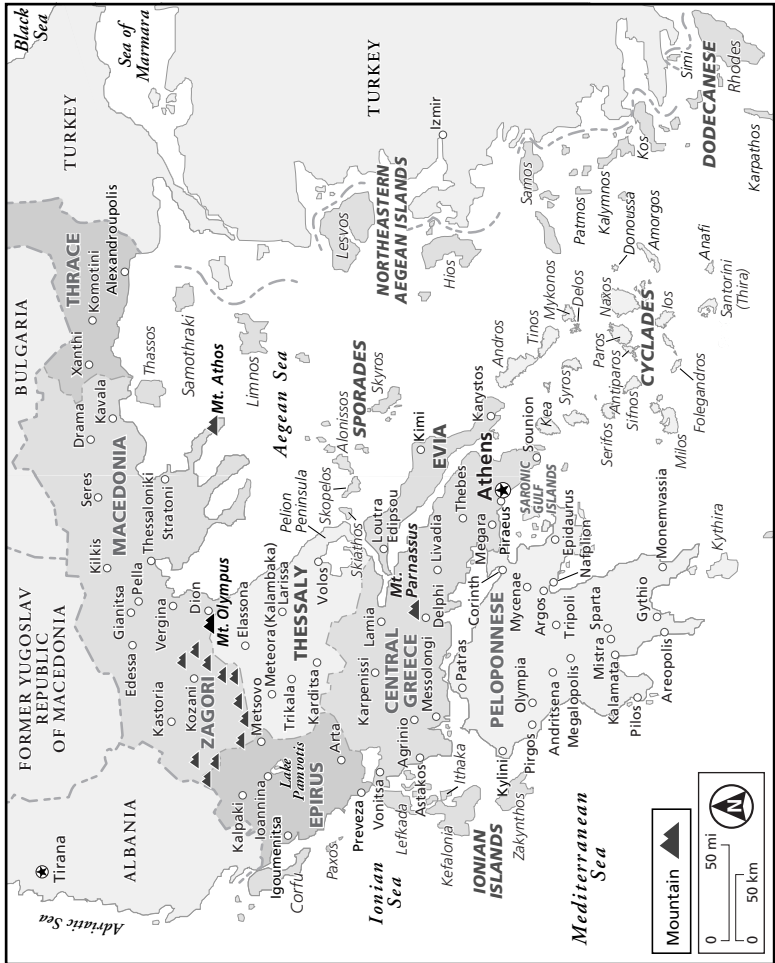 Black
Sea
Sea of
Marmara
TURKEY
TURKEY
BULGARIA
FORMER YUGOSLAV
REPUBLIC
OF MACEDONIA
ALBANIA
Tirana
Adriatic Sea
THRACE
Komotini
Xanthi
Alexandroupolis
Drama
Kavala
Seres
MACEDONIA
Kilkis
Thessaloniki
Stratoni
Gianitsa
Pella
Edessa
Vergina
Dion
Mt. Olympus
Kastoria
Kozani
ZAGORI
Elassona
Metsovo
Meteora (Kalambaka)
Larissa
THESSALY
Trikala
Karditsa
Volos
Pelion
Peninsula
Kalpaki
Ioannina
Lake
Pamvotis
EPIRUS
Igoumenitsa
Arta
Preveza
Vonitsa
Corfu
Paxos
Ionian
Sea
Lefkada
Kefalonia
Ithaka
IONIAN
ISLANDS
Zakynthos
Thassos
Samothraki
Mt. Athos
Limnos
Aegean Sea
Lesvos
NORTHEASTERN
AEGEAN ISLANDS
Hios
Izmir
Samos
SPORADES
Skyros
Alonissos
Skopelos
Skiathos
Loutra
Edipsou
Kimi
EVIA
Karystos
Karpenissi
Lamia
CENTRAL
GREECE
Mt.
Parnassus
Delphi
Livadia
Thebes
Agrinio
Astakos
Messolongi
Athens
Megara
Piraeus
Sounion
SARONIC
GULF
ISLANDS
Patras
Corinth
Mycenae
Argos
Epidaurus
Nafplion
PELOPONNESE
Kylini
Olympia
Pirgos
Andritsena
Tripoli
Megalopolis
Sparta
Mistra
Kalamata
Pilos
Gythio
Areopolis
Monemvassia
Kythira
Andros
Tinos
Mykonos
Delos
Kea
Syros
Paros
Naxos
Antiparos
Serifos
Sifnos
CYCLADES
Donoussa
Amorgos
Ios
Milos
Folegandros
Santorini
(Thira)
Anafi
Patmos
Kalymnos
Kos
DODECANESE
Simi
Rhodes
Karpathos
Mediterranean
Sea
Mountain
0 50 mi
0 50 km
N